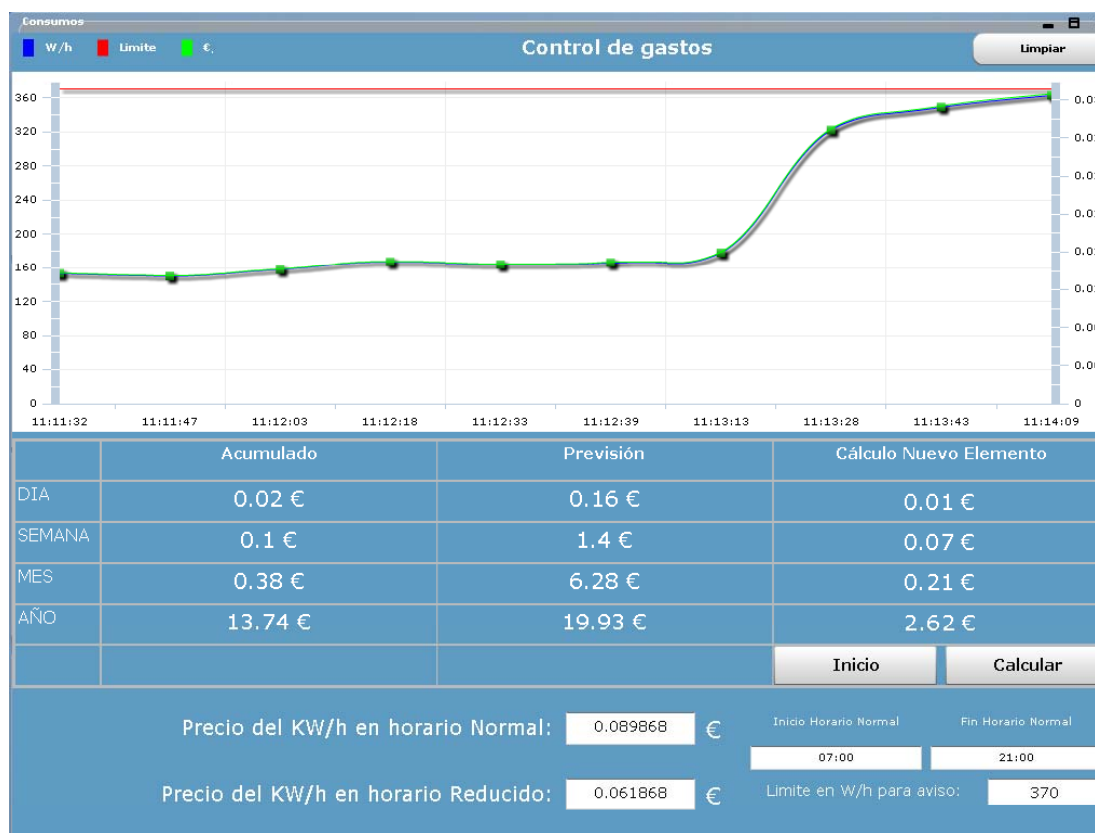 Consumos
W/h Limite €,
Control de gastos
Limpiar
360
320
280
240
200
160
120
80
40
0
0
11:11:32 11:11:47 11:12:03 11:12:18 11:12:33 11:12:39 11:13:13 11:13:28 11:13:43 11:14:09
Acumulado Previsión Cálculo Nuevo Elemento
DIA 0.02 € 0.16 € 0.01 €
SEMANA 0.1 € 1.4 € 0.07 €
MES 0.38 € 6.28 € 0.21 €
AÑO 13.74 € 19.93 € 2.62 €
Inicio Calcular
Precio del KW/h en horario Normal: 0.089868 €
Inicio Horario Normal Fin Horario Normal
07:00 21:00
Precio del KW/h en horario Reducido: 0.061868 €
Limite en W/h para aviso: 370